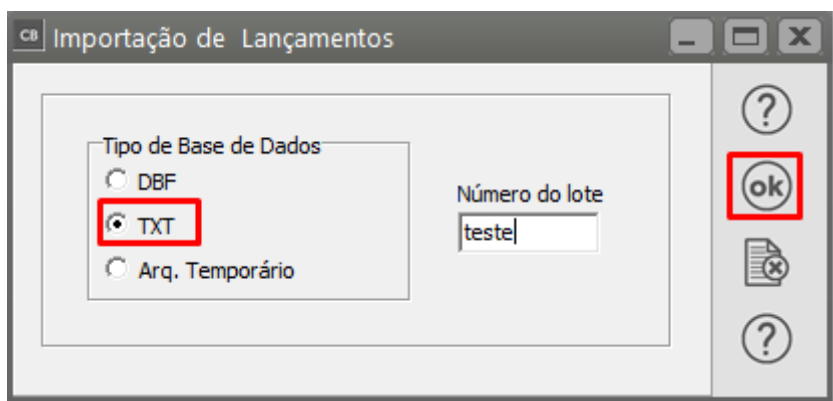 CB Importação de Lançamentos
Tipo de Base de Dados
DBF
TXT
Arq. Temporário
Número do lote
teste
?
ok
?